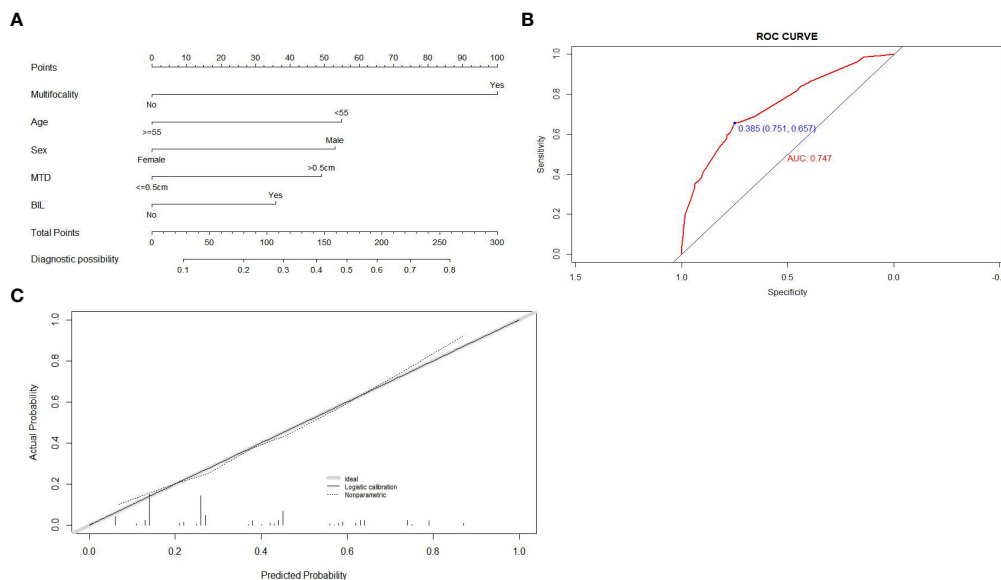 A
Points
0 10 20 30 40 50 60 70 80 90 100
Multifocality
Yes
No
Age
<55
>=55
Sex
Male
Female
MTD
>0.5cm
<=0.5cm
BIL
Yes
No
Total Points
0 50 100 150 200 250 300
Diagnostic possibility
0.1 0.2 0.3 0.4 0.5 0.6 0.7 0.8
B
ROC CURVE
Sensitivity
1.0
0.8
0.6
0.4
0.2
0.0
0.385 (0.751, 0.657)
AUC: 0.747
1.5 1.0 0.5 0.0
Specificity
C
Actual Probability
1.0
0.8
0.6
0.4
0.2
0.0
Ideal
Logistic calibration
Nonparametric
0.0 0.2 0.4 0.6 0.8 1.0
Predicted Probability